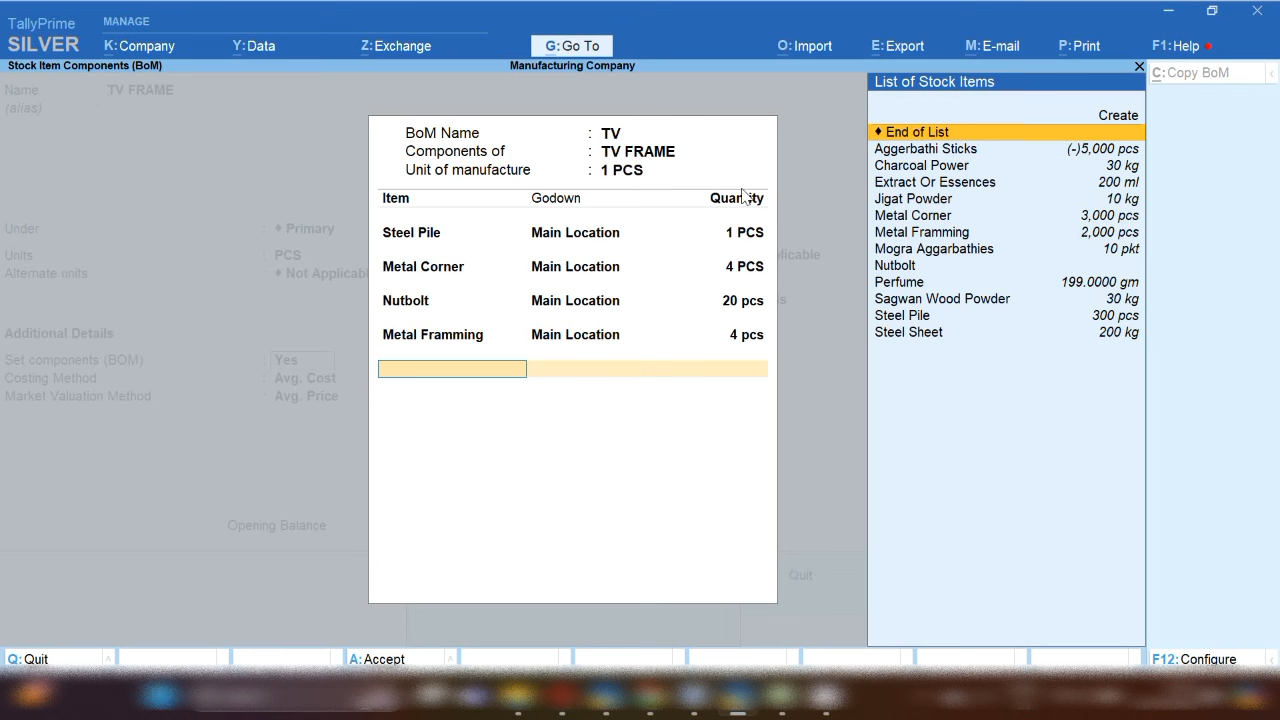 TallyPrime
SILVER
MANAGE
K:Company
Y:Data
Z:Exchange
G:Go To
O:Import
E:Export
M:E-mail
P:Print
F1:Help
Stock Item Components (BoM)
Manufacturing Company
Name TV FRAME
(alias)
Under : ♦ Primary
Units PCS
Alternate units : ♦ Not Applicabl
Additional Details
Set components (BOM) : Yes
Costing Method : Avg. Cost
Market Valuation Method : Avg. Price
Opening Balance
plicable
Quit
BoM Name : TV
Components of : TV FRAME
Unit of manufacture : 1 PCS
Item Godown Quantity
Steel Pile Main Location 1 PCS
Metal Corner Main Location 4 PCS
Nutbolt Main Location 20 pcs
Metal Framming Main Location 4 pcs
List of Stock Items
Create
♦ End of List
Aggerbathi Sticks (-)5,000 pcs
Charcoal Power 30 kg
Extract Or Essences 200 ml
Jigat Powder 10 kg
Metal Corner 3,000 pcs
Metal Framming 2,000 pcs
Mogra Aggarbathies 10 pkt
Nutbolt
Perfume 199.0000 gm
Sagwan Wood Powder 30 kg
Steel Pile 300 pcs
Steel Sheet 200 kg
C:Copy BoM
Q:Quit
A:Accept
F12:Configure